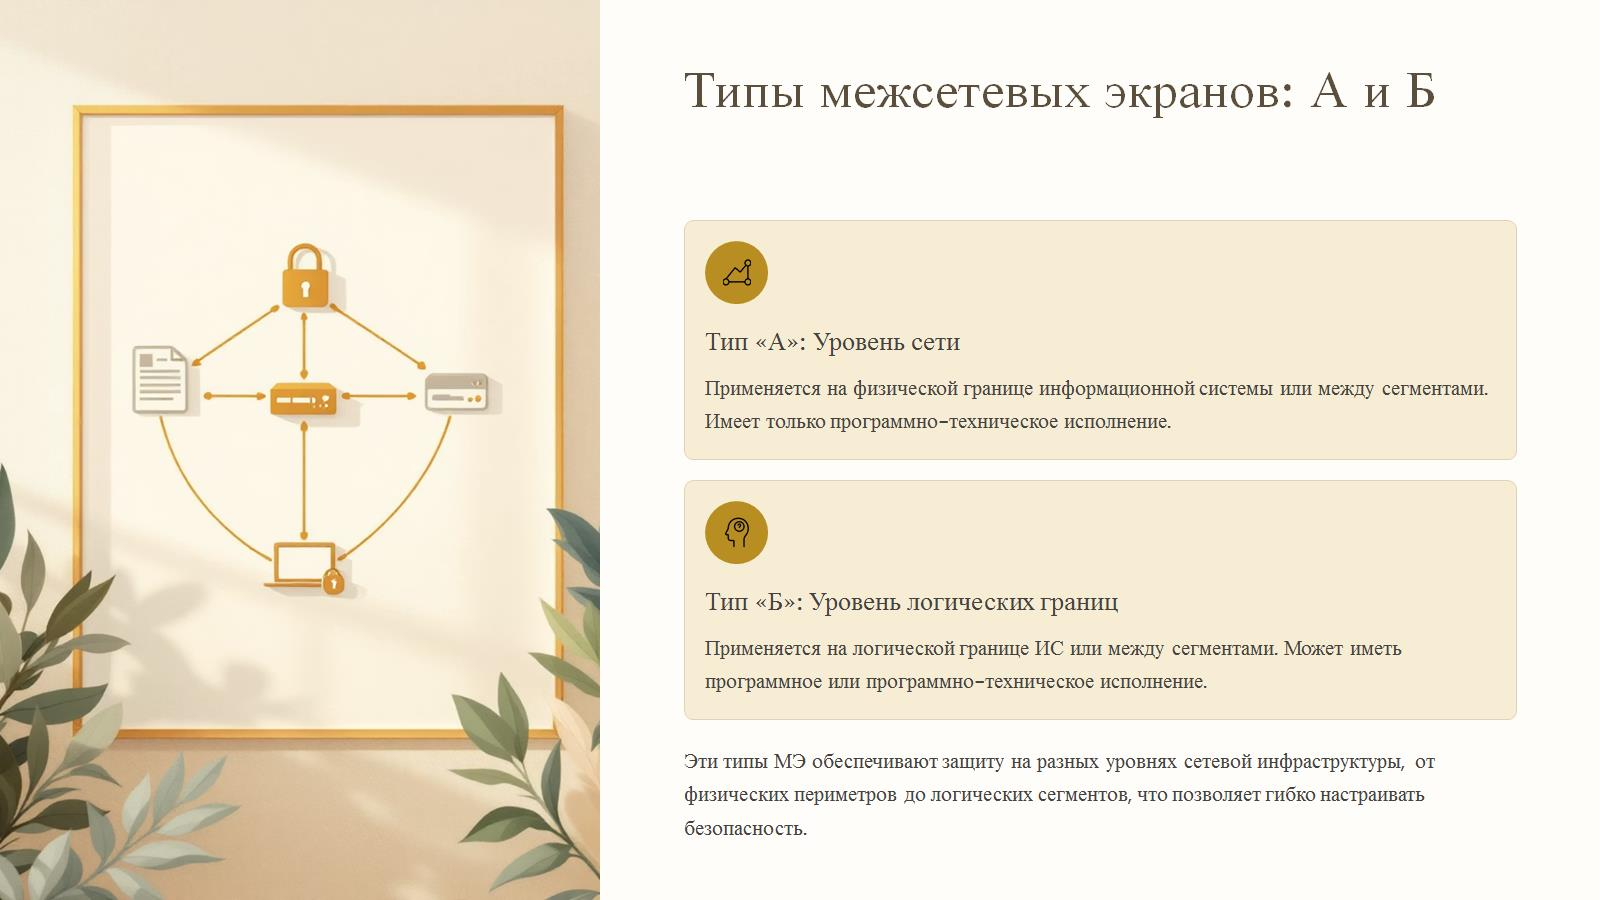 Типы межсетевых экранов: А и Б
Тип «А»: Уровень сети
Применяется на физической границе информационной системы или между сегментами.
Имеет только программно-техническое исполнение.
Тип «Б»: Уровень логических границ
Применяется на логической границе ИС или между сегментами. Может иметь
программное или программно-техническое исполнение.
Эти типы МЭ обеспечивают защиту на разных уровнях сетевой инфраструктуры, от
физических периметров до логических сегментов, что позволяет гибко настраивать
безопасность.